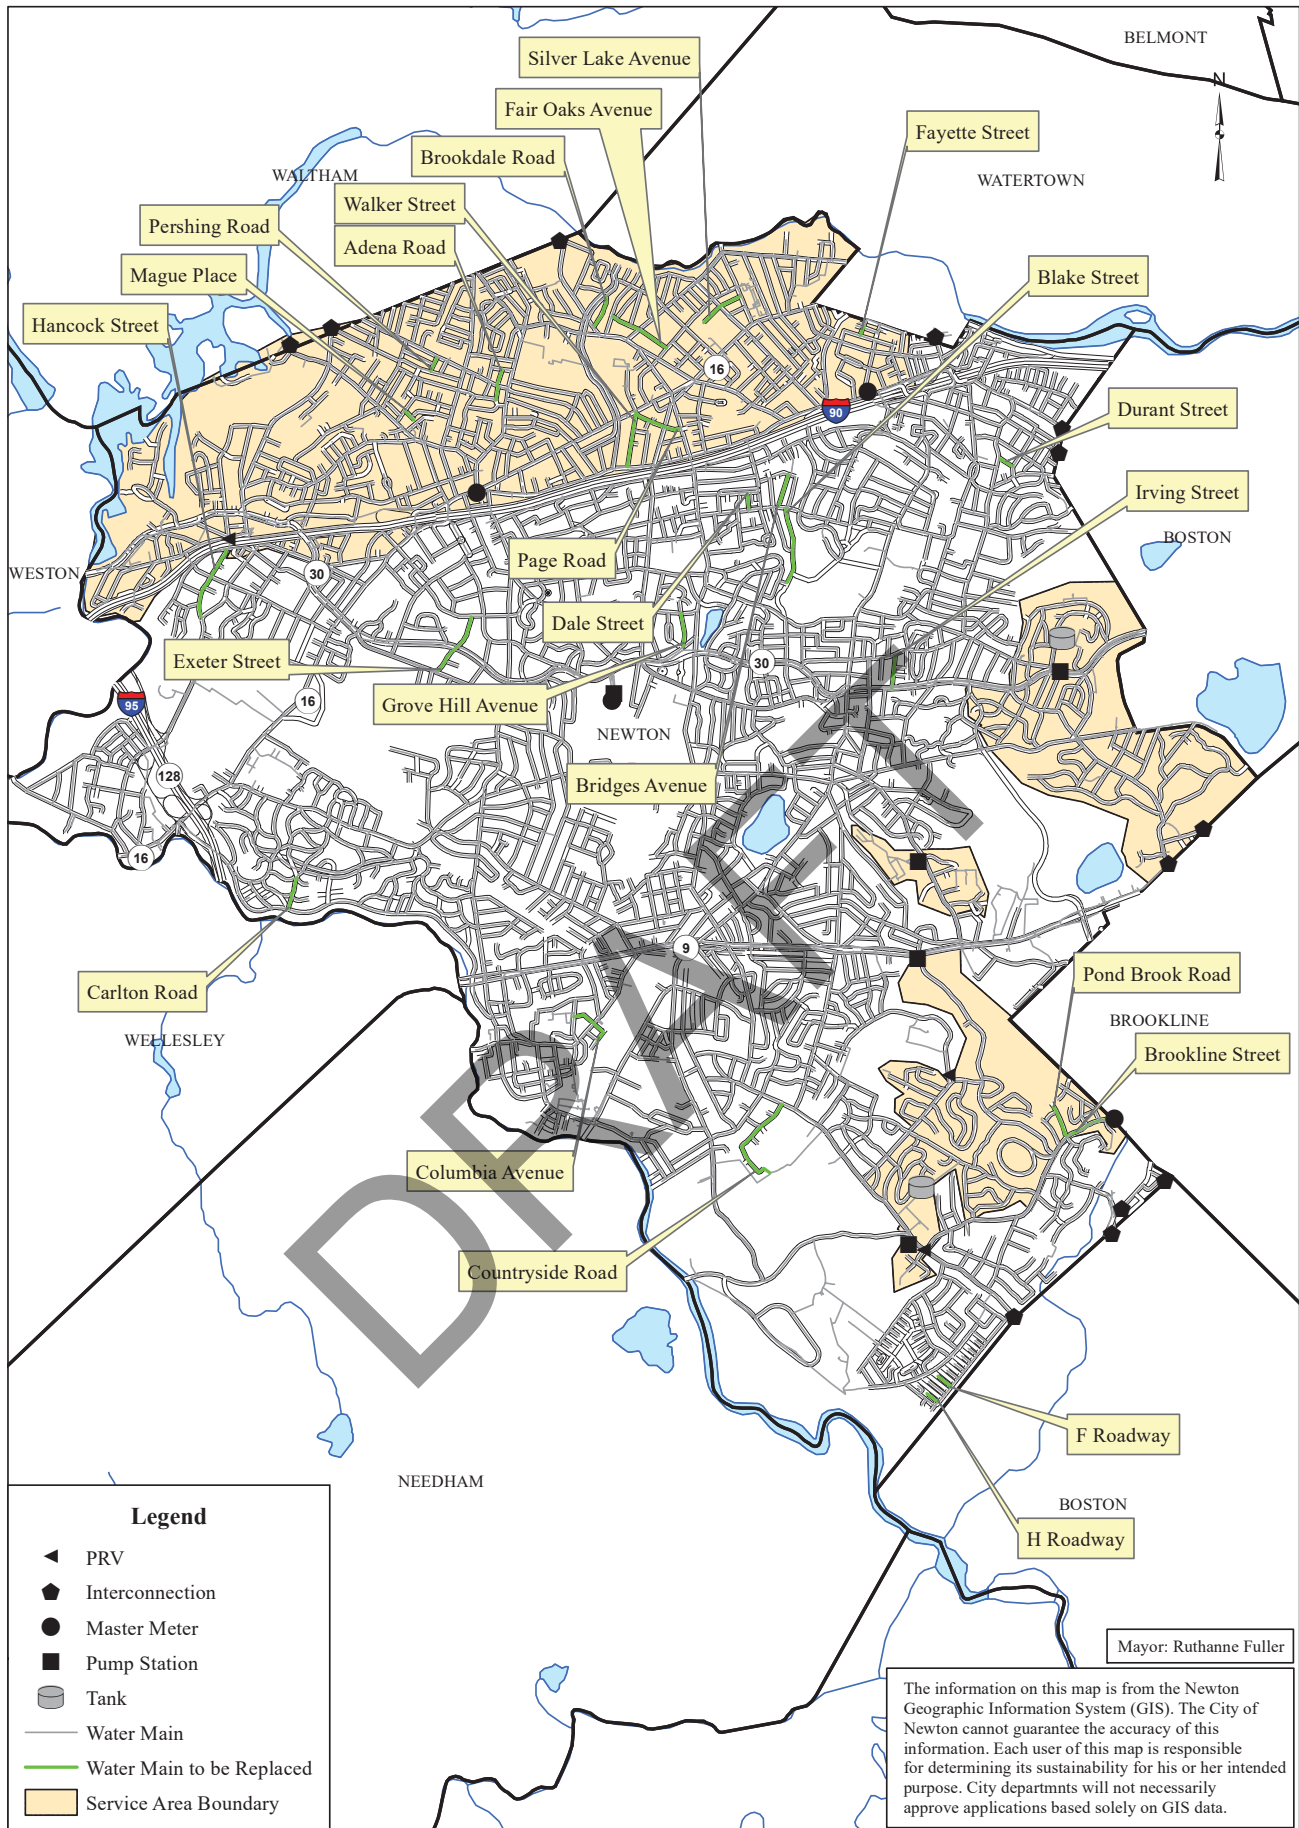 BELMONT
Silver Lake Avenue
N
Fair Oaks Avenue
Fayette Street
Brookdale Road
WALTHAM
WATERTOWN
Walker Street
Pershing Road
Adena Road
Mague Place
Blake Street
Hancock Street
16
90
Durant Street
Irving Street
BOSTON
Page Road
WESTON
30
Dale Street
Exeter Street
30
16
Grove Hill Avenue
95
NEWTON
128
Bridges Avenue
16
9
Pond Brook Road
Carlton Road
BROOKLINE
WELLESLEY
Brookline Street
DRAFT
Columbia Avenue
Countryside Road
F Roadway
NEEDHAM
BOSTON
H Roadway
Legend
PRV
Interconnection
Master Meter
Pump Station
Tank
Water Main
Water Main to be Replaced
Service Area Boundary
Mayor: Ruthanne Fuller
The information on this map is from the Newton
Geographic Information System (GIS). The City of
Newton cannot guarantee the accuracy of this
information. Each user of this map is responsible
for determining its sustainability for his or her intended
purpose. City departmnts will not necessarily
approve applications based solely on GIS data.